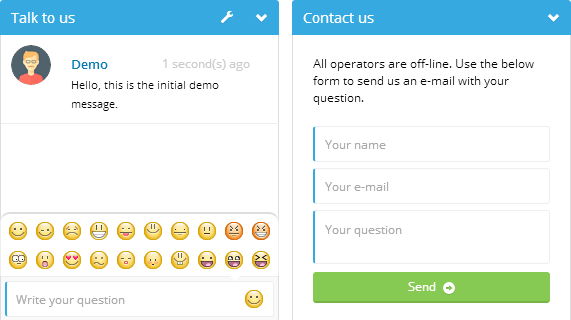 Talk to us
Demo
1 second(s) ago
Hello, this is the initial demo
message.
Write your question
Contact us
All operators are off-line. Use the below
form to send us an e-mail with your
question.
Your name
Your e-mail
Your question
Send